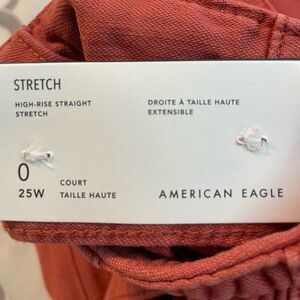 STRETCH
HIGH-RISE STRAIGHT
STRETCH
DROITE À TAILLE HAUTE
EXTENSIBLE
0
25W
COURT
TAILLE HAUTE
AMERICAN EAGLE